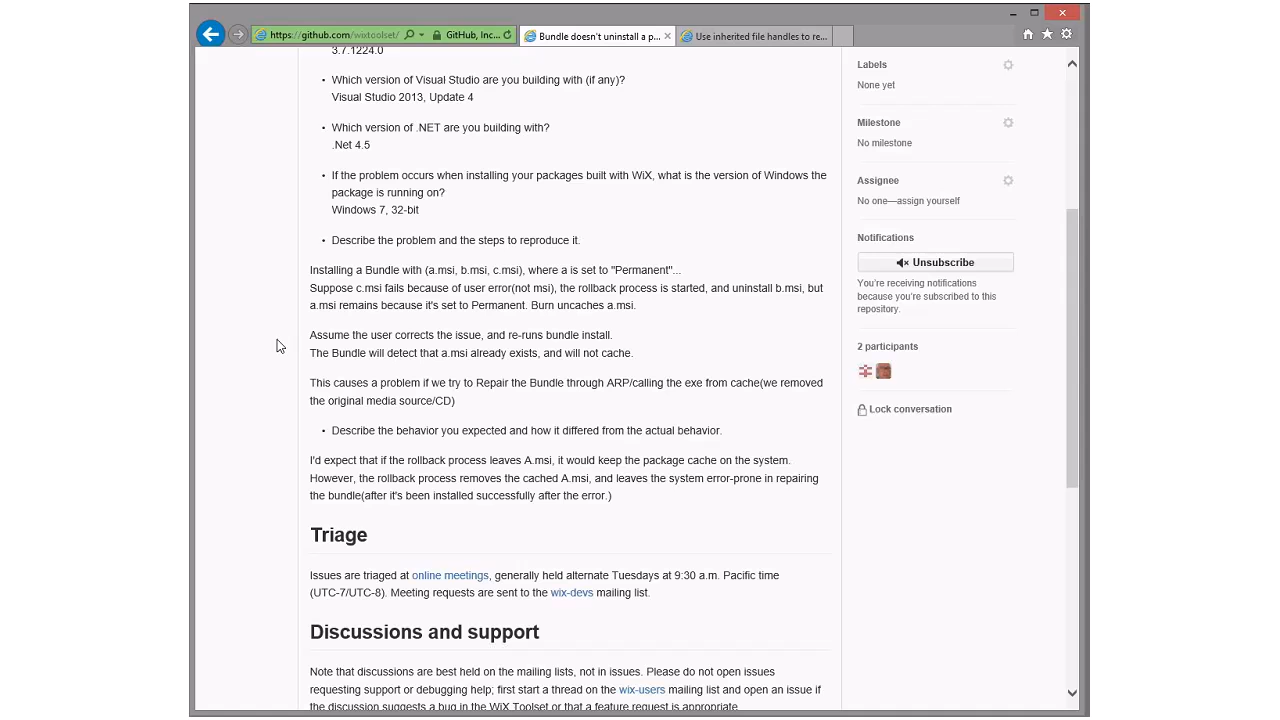 https://github.com/wixtoolset/
GitHub, Inc...
Bundle doesn't uninstall a p...
Use inherited file handles to re...
3.7.1224.0
• Which version of Visual Studio are you building with (if any)?
Visual Studio 2013, Update 4
• Which version of .NET are you building with?
.Net 4.5
• If the problem occurs when installing your packages built with WiX, what is the version of Windows the
package is running on?
Windows 7, 32-bit
• Describe the problem and the steps to reproduce it.
Installing a Bundle with (a.msi, b.msi, c.msi), where a is set to "Permanent"...
Suppose c.msi fails because of user error(not msi), the rollback process is started, and uninstall b.msi, but
a.msi remains because it's set to Permanent. Burn uncaches a.msi.
Assume the user corrects the issue, and re-runs bundle install.
The Bundle will detect that a.msi already exists, and will not cache.
This causes a problem if we try to Repair the Bundle through ARP/calling the exe from cache(we removed
the original media source/CD)
• Describe the behavior you expected and how it differed from the actual behavior.
I'd expect that if the rollback process leaves A.msi, it would keep the package cache on the system.
However, the rollback process removes the cached A.msi, and leaves the system error-prone in repairing
the bundle(after it's been installed successfully after the error.)
Triage
Issues are triaged at online meetings, generally held alternate Tuesdays at 9:30 a.m. Pacific time
(UTC-7/UTC-8). Meeting requests are sent to the wix-devs mailing list.
Discussions and support
Note that discussions are best held on the mailing lists, not in issues. Please do not open issues
requesting support or debugging help; first start a thread on the wix-users mailing list and open an issue if
the discussion suggests a bug in the WiX Toolset or that a feature request is appropriate.
Labels
None yet
Milestone
No milestone
Assignee
No one—assign yourself
Notifications
Unsubscribe
You're receiving notifications
because you're subscribed to this
repository.
2 participants
Lock conversation